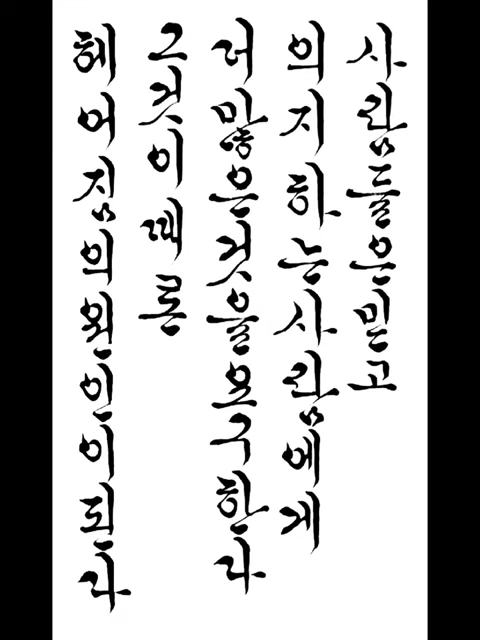 사람들은믿고
의지하는사람에게
더많은것을요구한다
그것이때론
헤어짐의원인이된다